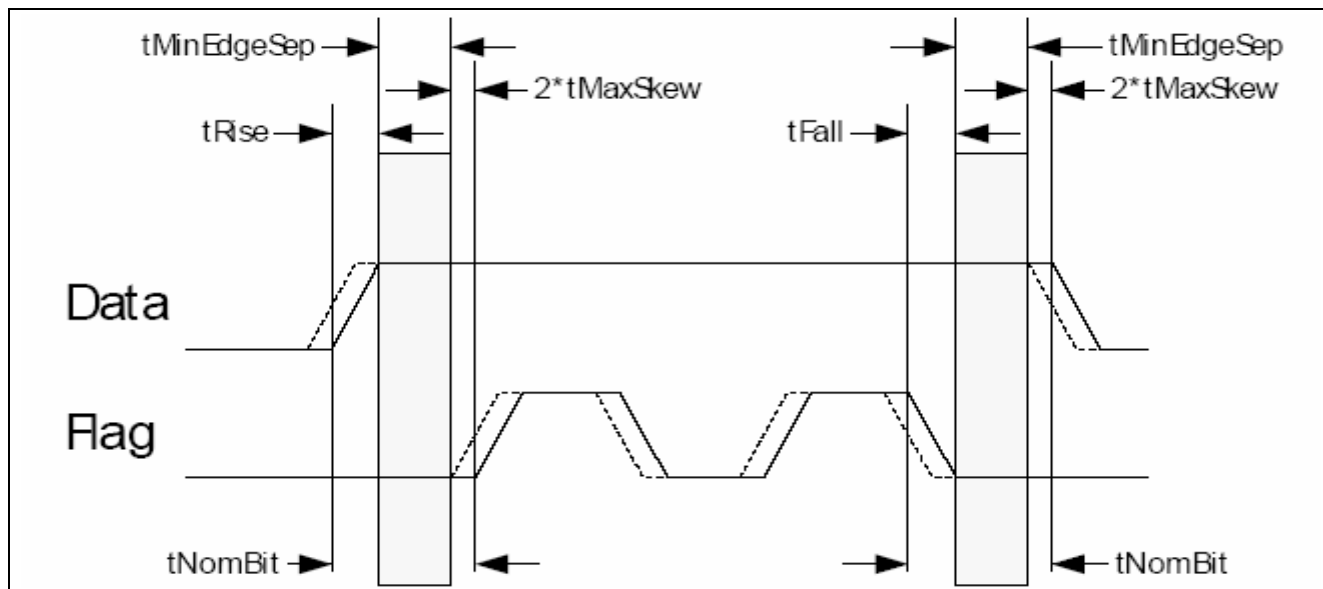 tMinEdgeSep tMinEdgeSep
2*tMaxSkew 2*tMaxSkew
tRise tFall
Data
Flag
tNomBit tNomBit